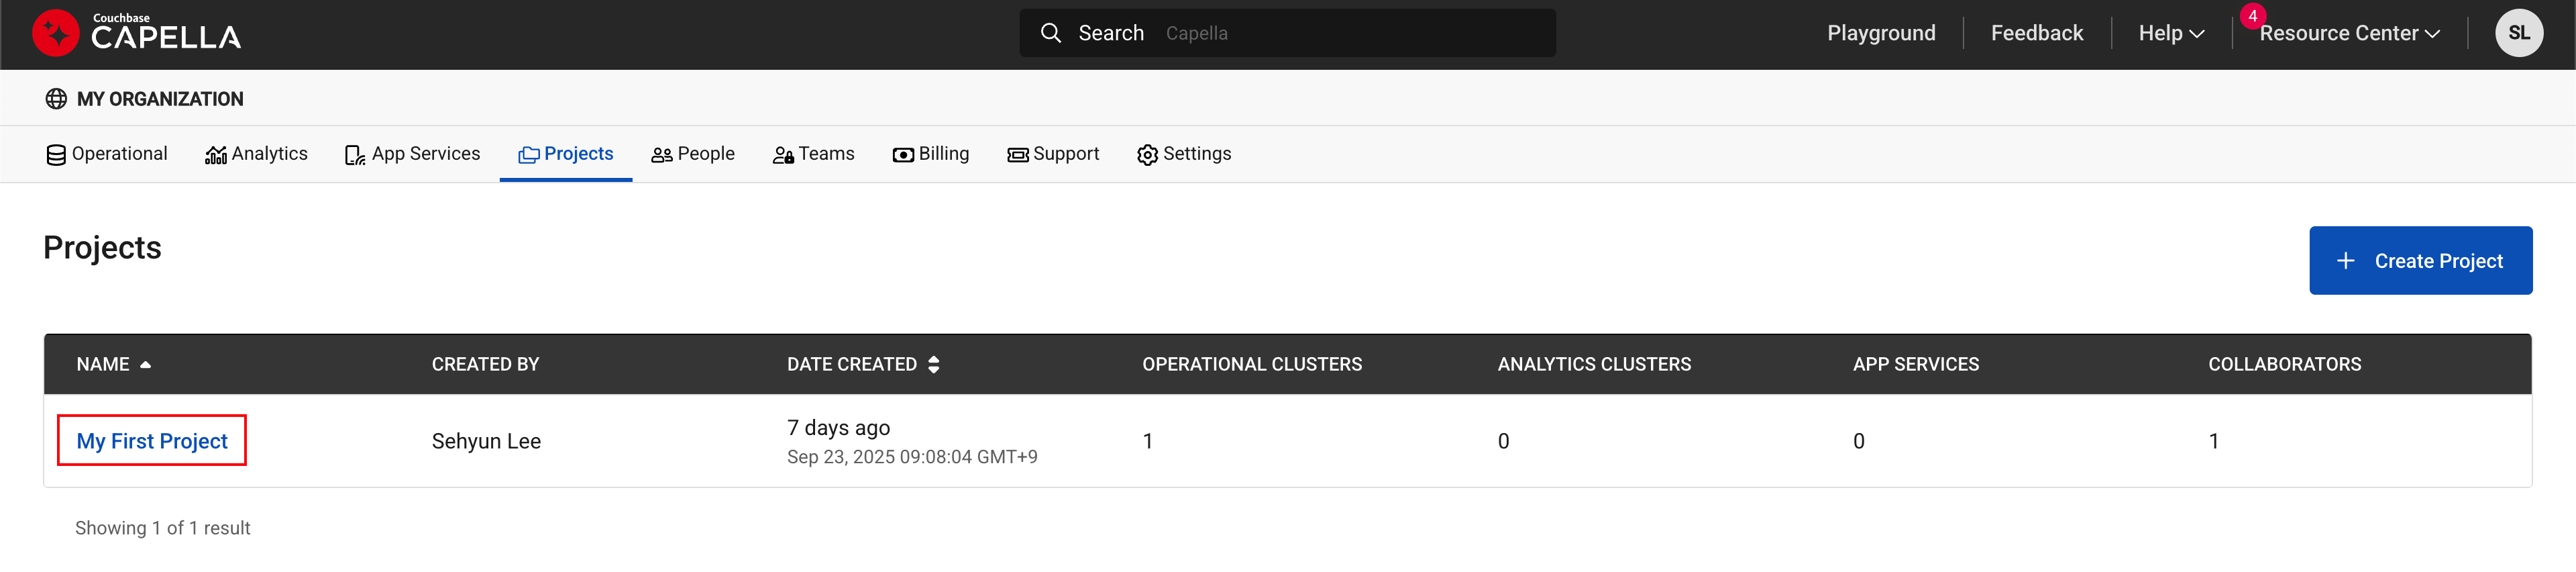 Couchbase
CAPELLA
Search Capella
Playground Feedback Help 4 Resource Center SL
MY ORGANIZATION
Operational Analytics App Services Projects People Teams Billing Support Settings
Projects
+ Create Project
NAME CREATED BY DATE CREATED OPERATIONAL CLUSTERS ANALYTICS CLUSTERS APP SERVICES COLLABORATORS
My First Project Sehyun Lee 7 days ago 1 0 0 1
Sep 23, 2025 09:08:04 GMT+9
Showing 1 of 1 result